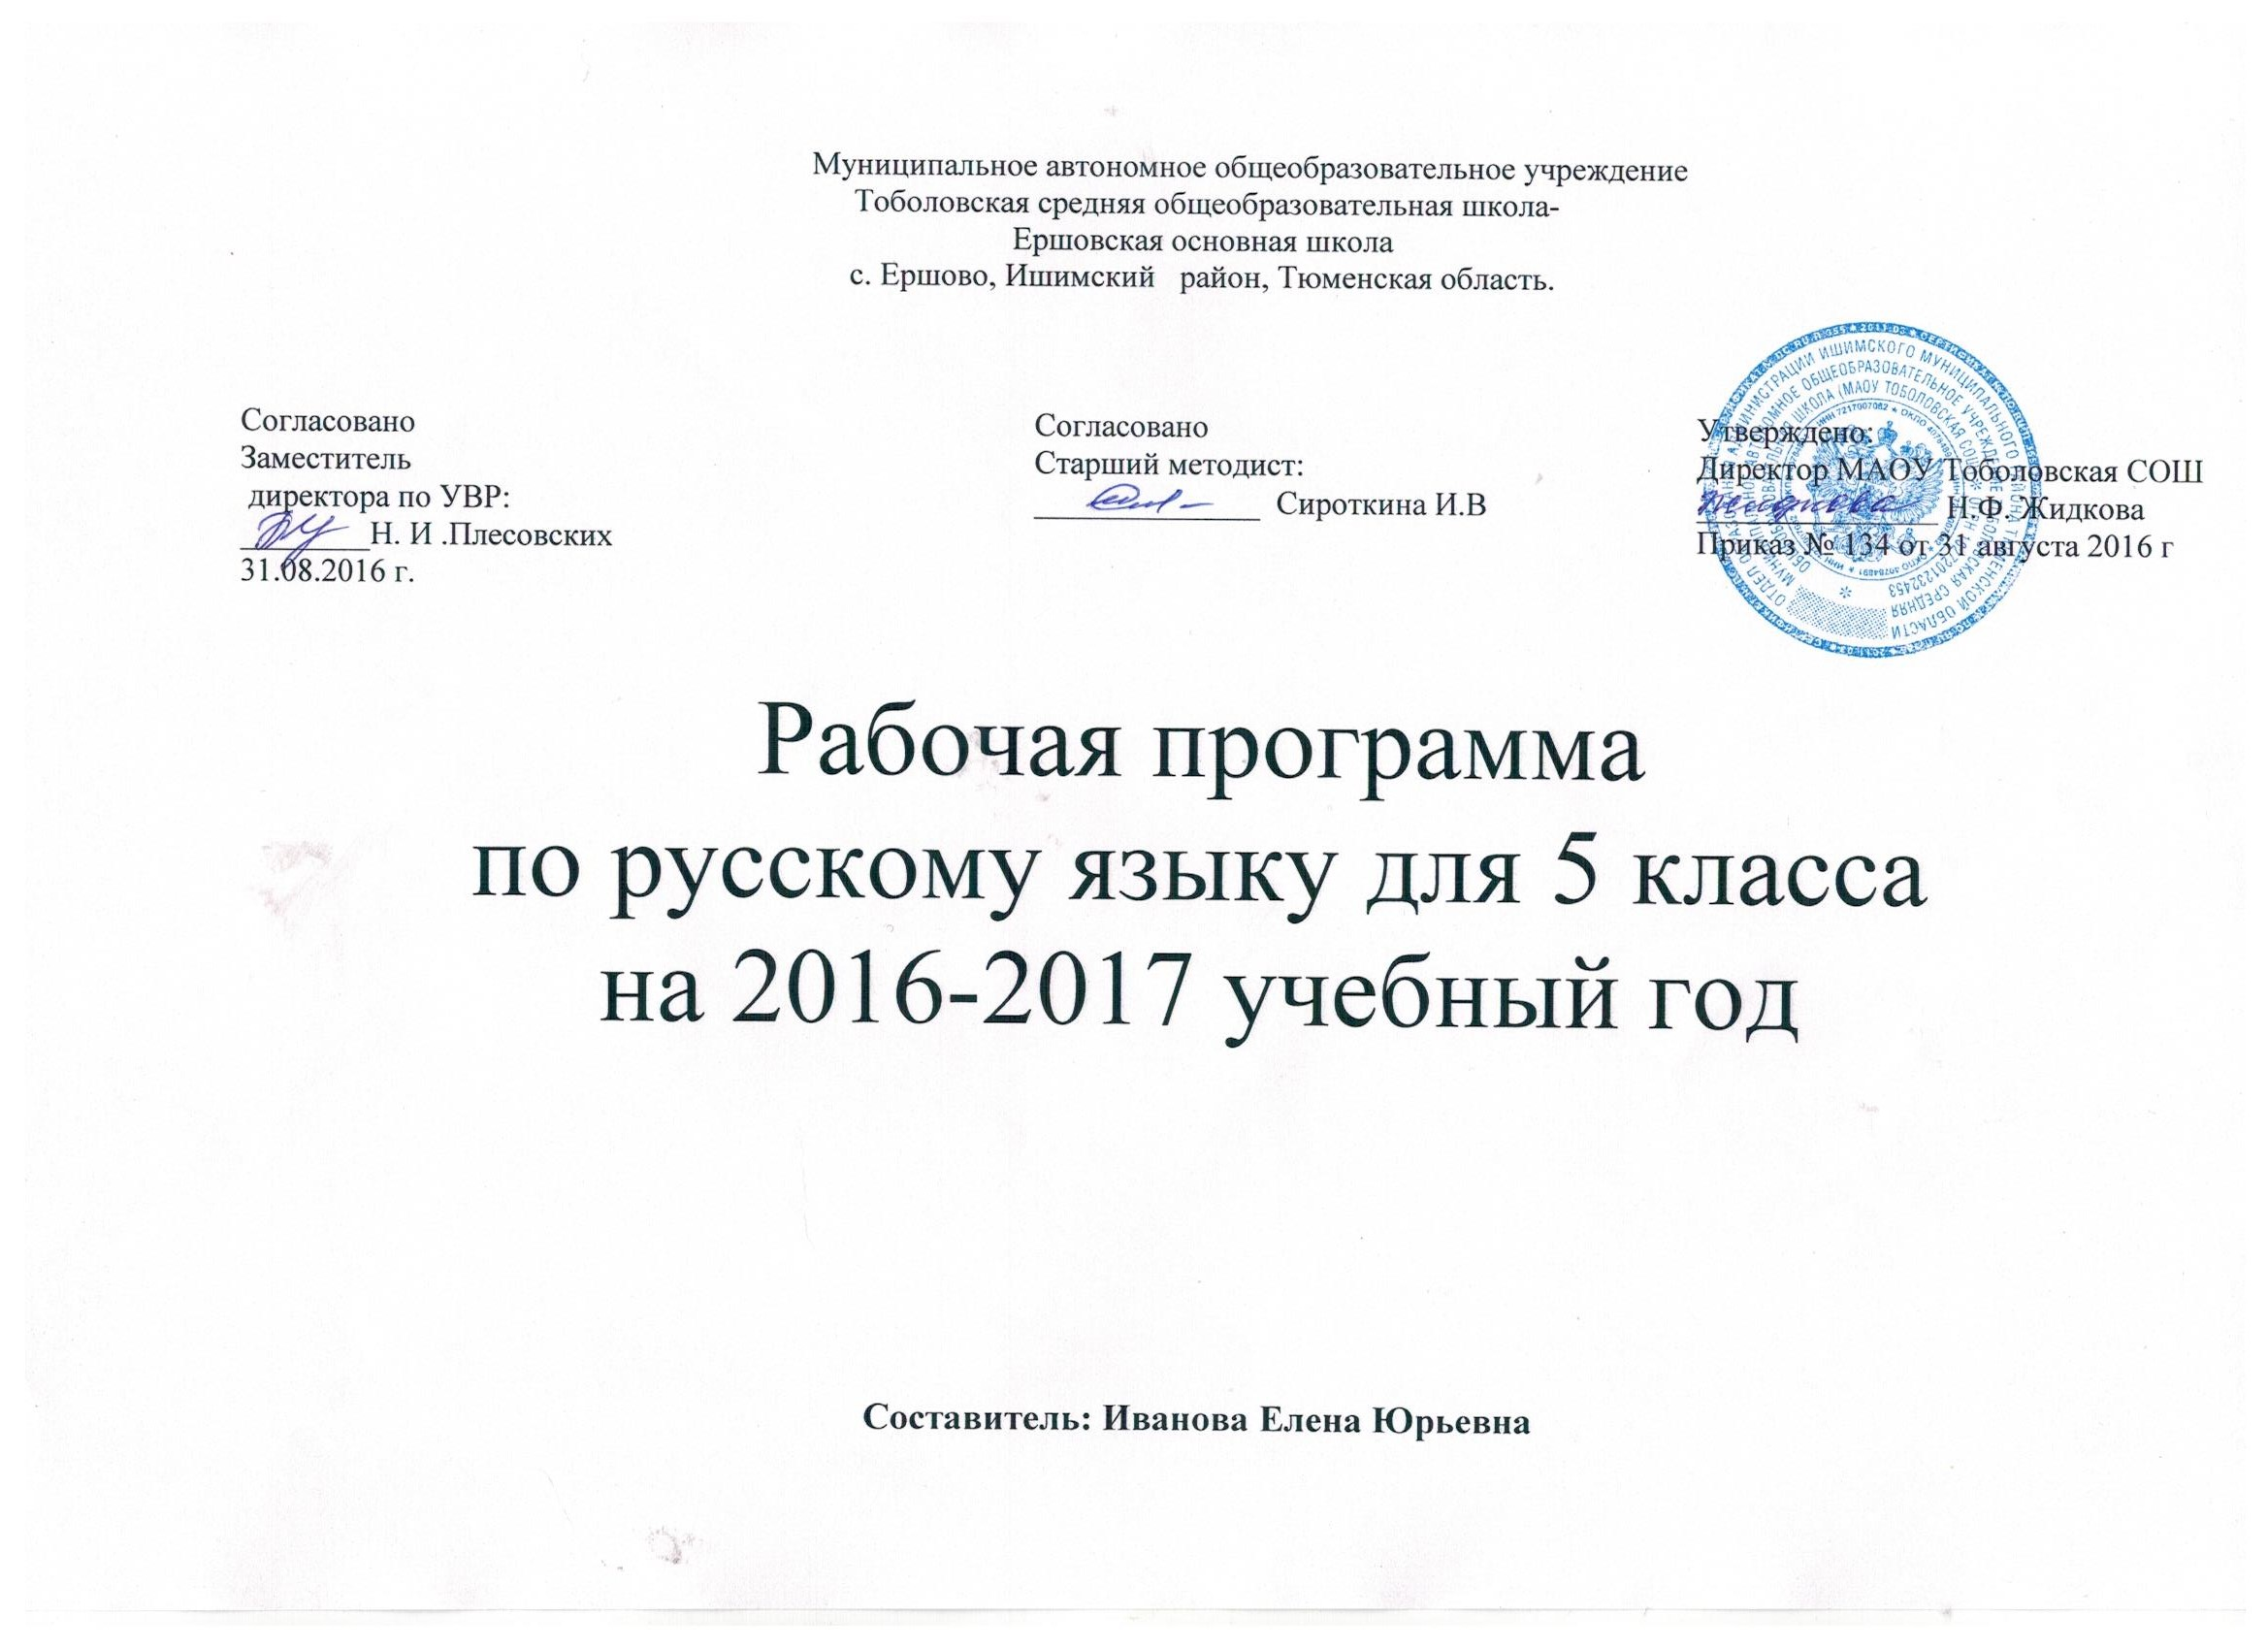 Муниципальное автономное общеобразовательное учреждение
Тоболовская средняя общеобразовательная школа-
Ершовская основная школа
с. Ершово, Ишимский район, Тюменская область.
Согласовано
Заместитель
директора по УВР:
Н. И .Плесовских
31.08.2016 г.
Согласовано
Старший методист:
Сироткина И.В
Утверждено:
Директор МАОУ Тоболовская СОШ
Н.Ф. Жидкова
Приказ № 134 от 31 августа 2016 г
Рабочая программа
по русскому языку для 5 класса
на 2016-2017 учебный год
Составитель: Иванова Елена Юрьевна